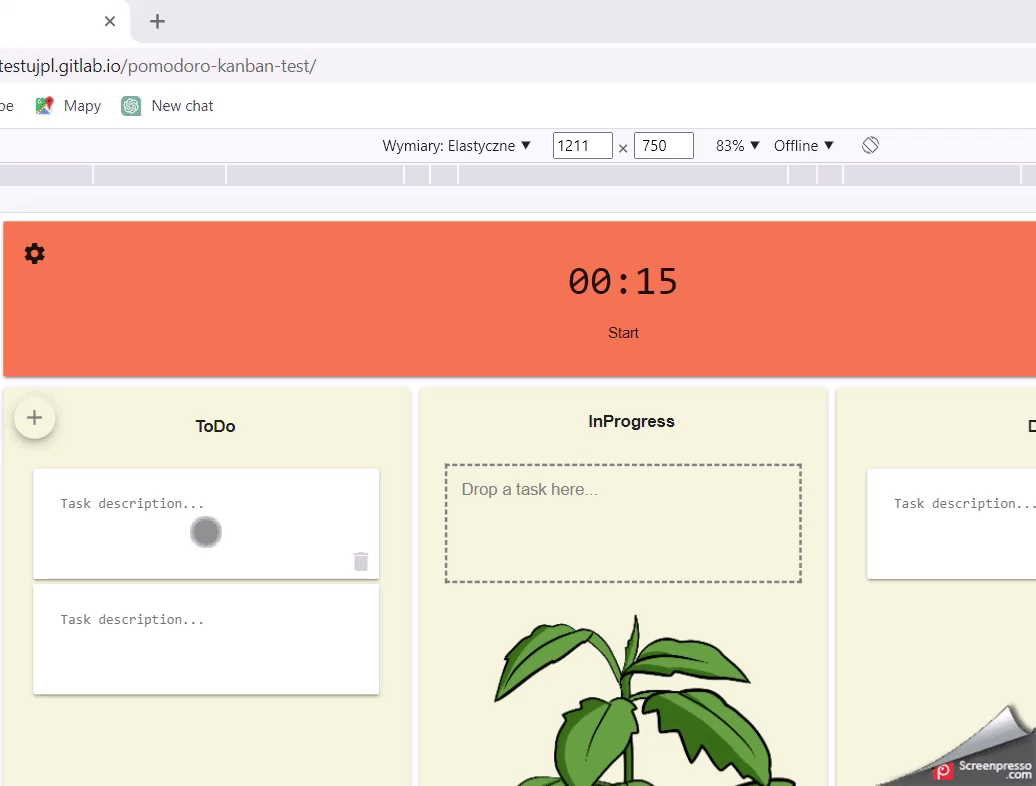 testujpl.gitlab.io/pomodoro-kanban-test/
pe Mapy New chat
Wymiary: Elastyczne ▼ 1211 × 750 83% ▼ Offline ▼
00:15
Start
ToDo
InProgress
D
Task description...
Drop a task here...
Task description...
Task description...
Screenpresso
.com